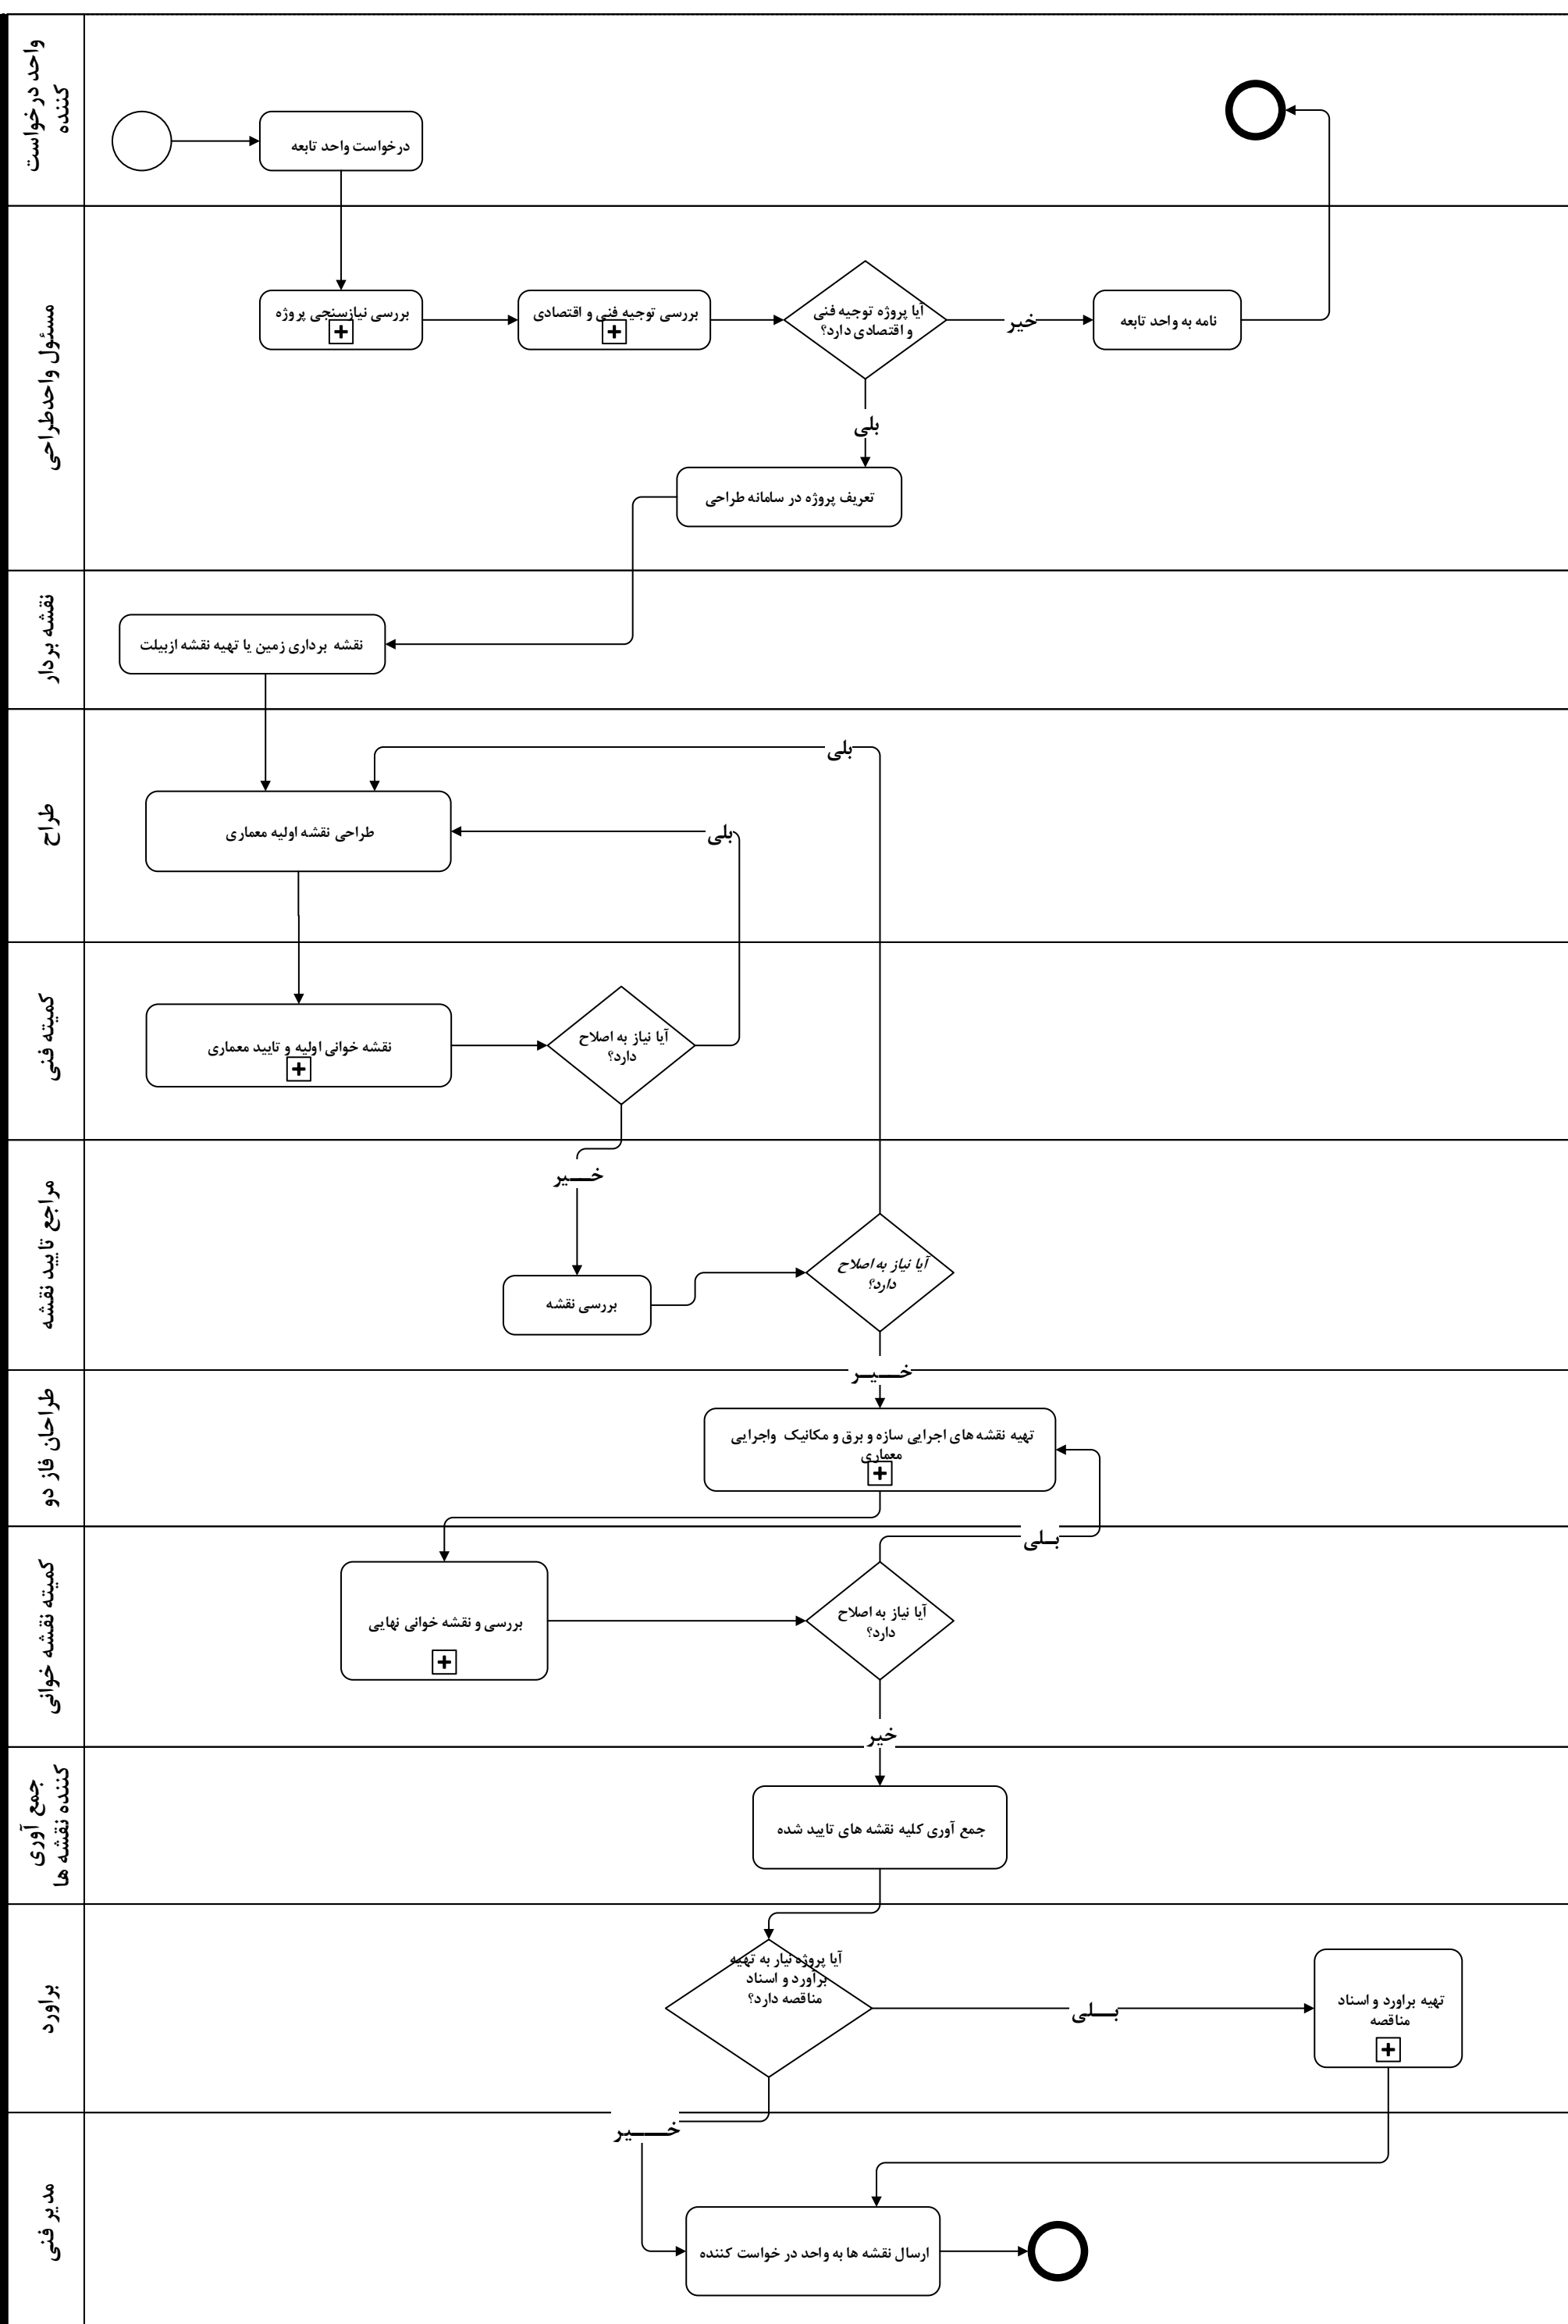 واحد درخواست
کننده
درخواست واحد تابعه
مسئول واحدطراحی
بررسی نیازسنجی پروژه
بررسی توجیه فنی و اقتصادی
آیا پروژه توجیه فنی
و اقتصادی دارد؟
خیر
نامه به واحد تابعه
بلی
تعریف پروژه در سامانه طراحی
نقشه بردار
نقشه برداری زمین یا تهیه نقشه ازبیلت
طراح
بلی
طراحی نقشه اولیه معماری
بلی
کمیته فنی
نقشه خوانی اولیه و تایید معماری
آیا نیاز به اصلاح
دارد؟
مراجع تایید نقشه
خـــیر
بررسی نقشه
آیا نیاز به اصلاح
دارد؟
خـــیــر
طراحان فاز دو
تهیه نقشه های اجرایی سازه و برق و مکانیک واجرایی
معماری
بــلی
کمیته نقشه خوانی
بررسی و نقشه خوانی نهایی
آیا نیاز به اصلاح
دارد؟
خیر
جمع آوری
کننده نقشه ها
جمع آوری کلیه نقشه های تایید شده
براورد
آیا پروژه نیار به تهیه
برآورد و اسناد
مناقصه دارد؟
بـــلی
تهیه براورد و اسناد
مناقصه
خــــیر
مدیر فنی
ارسال نقشه ها به واحد در خواست کننده